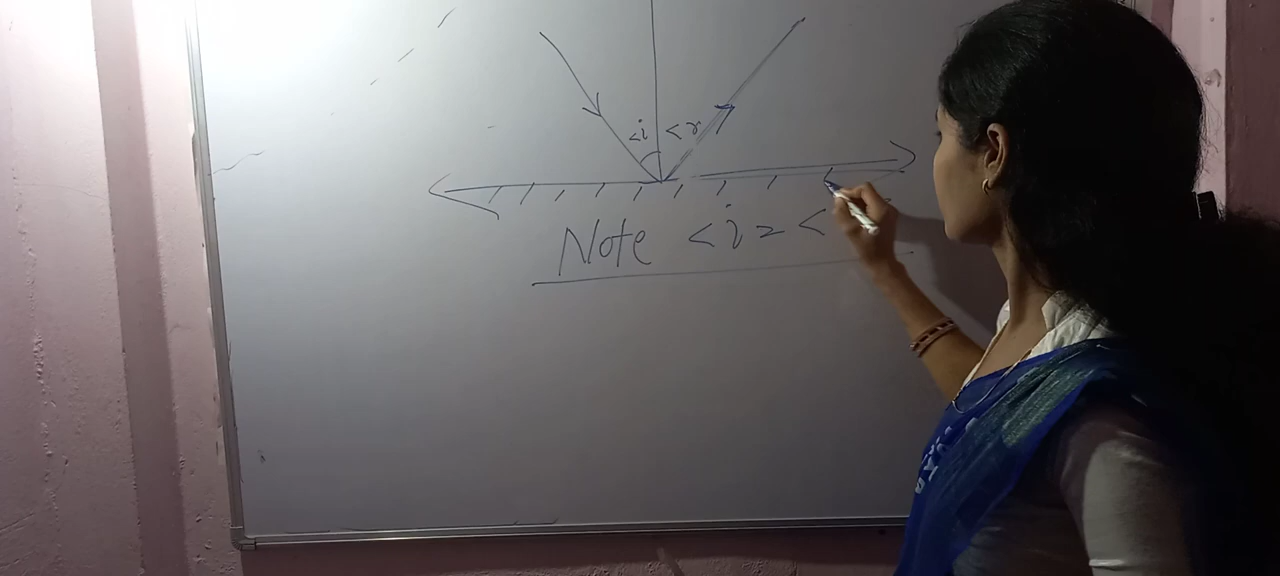 <i <r
Note <i = <